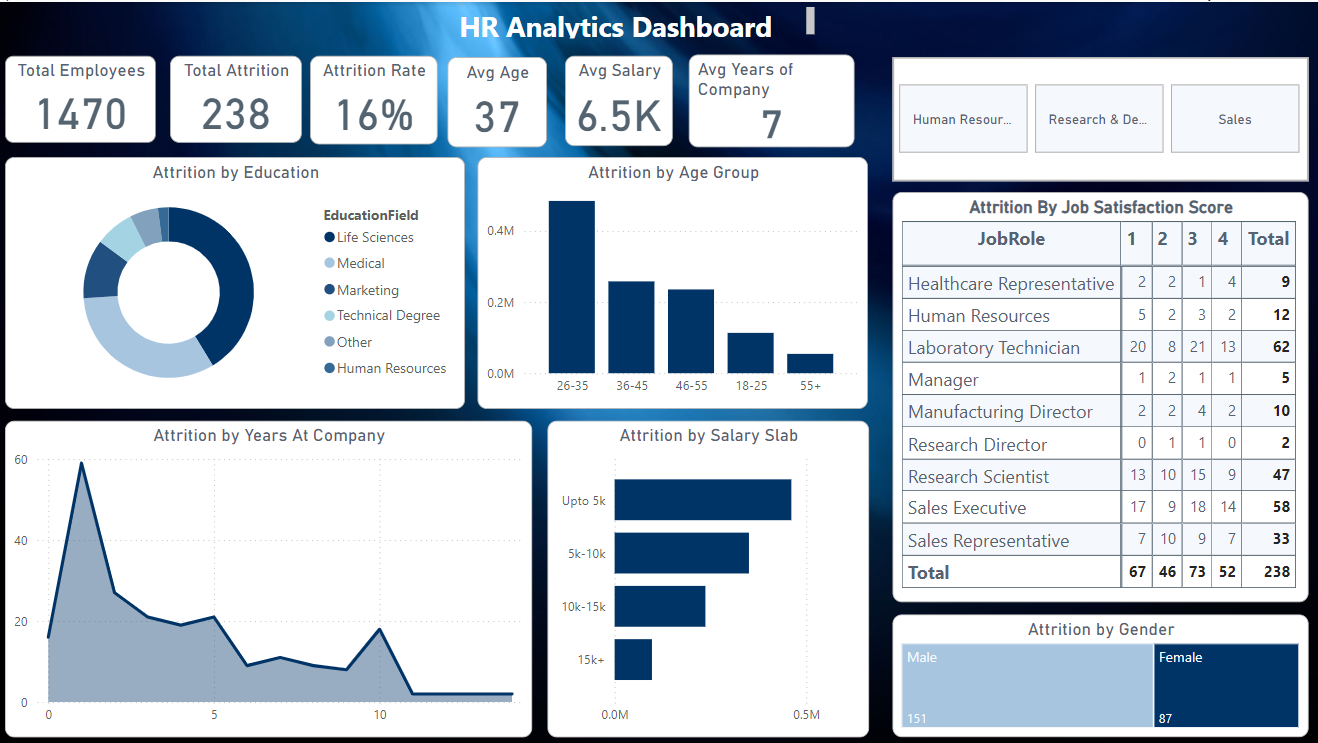 HR Analytics Dashboard
Total Employees
1470
Total Attrition
238
Attrition Rate
16%
Avg Age
37
Avg Salary
6.5K
Avg Years of
Company
7
Human Resour...
Research & De...
Sales
Attrition by Education
EducationField
Life Sciences
Medical
Marketing
Technical Degree
Other
Human Resources
Attrition by Age Group
0.4M
0.2M
0.0M
26-35 36-45 46-55 18-25 55+
Attrition By Job Satisfaction Score
JobRole 1 2 3 4 Total
Healthcare Representative 2 2 1 4 9
Human Resources 5 2 3 2 12
Laboratory Technician 20 8 21 13 62
Manager 1 2 1 1 5
Manufacturing Director 2 2 4 2 10
Research Director 0 1 1 0 2
Research Scientist 13 10 15 9 47
Sales Executive 17 9 18 14 58
Sales Representative 7 10 9 7 33
Total 67 46 73 52 238
Attrition by Years At Company
60
40
20
0
0 5 10
Attrition by Salary Slab
Upto 5k
5k-10k
10k-15k
15k+
0.0M 0.5M
Attrition by Gender
Male
151
Female
87